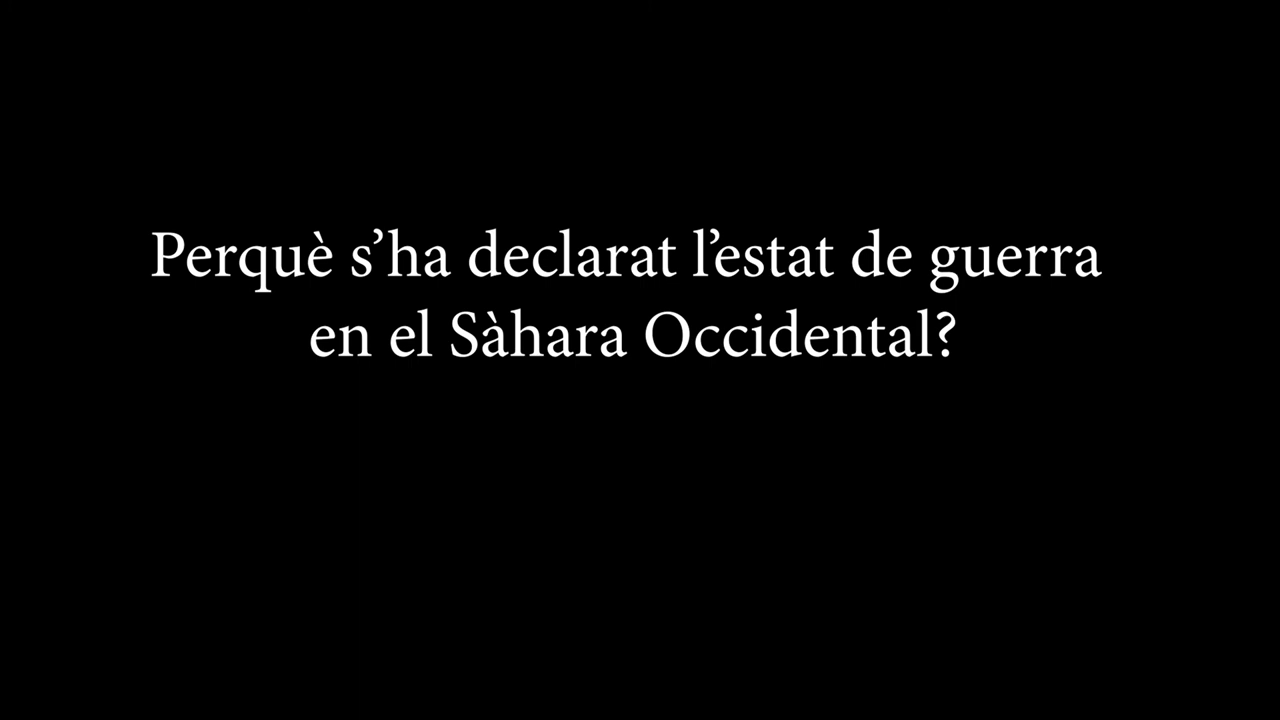 Perquè s’ha declarat l’estat de guerra
en el Sàhara Occidental?